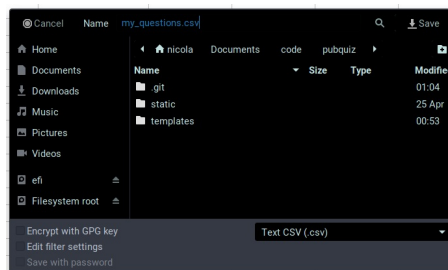 Cancel Name my_questions.csv Save
Home nicola Documents code pubquiz
Documents Name Size Type Modifie
Downloads .git 01:04
Music static 25 Apr
Pictures templates 00:53
Videos
efi
Filesystem root
Encrypt with GPG key Text CSV (.csv)
Edit filter settings
Save with password